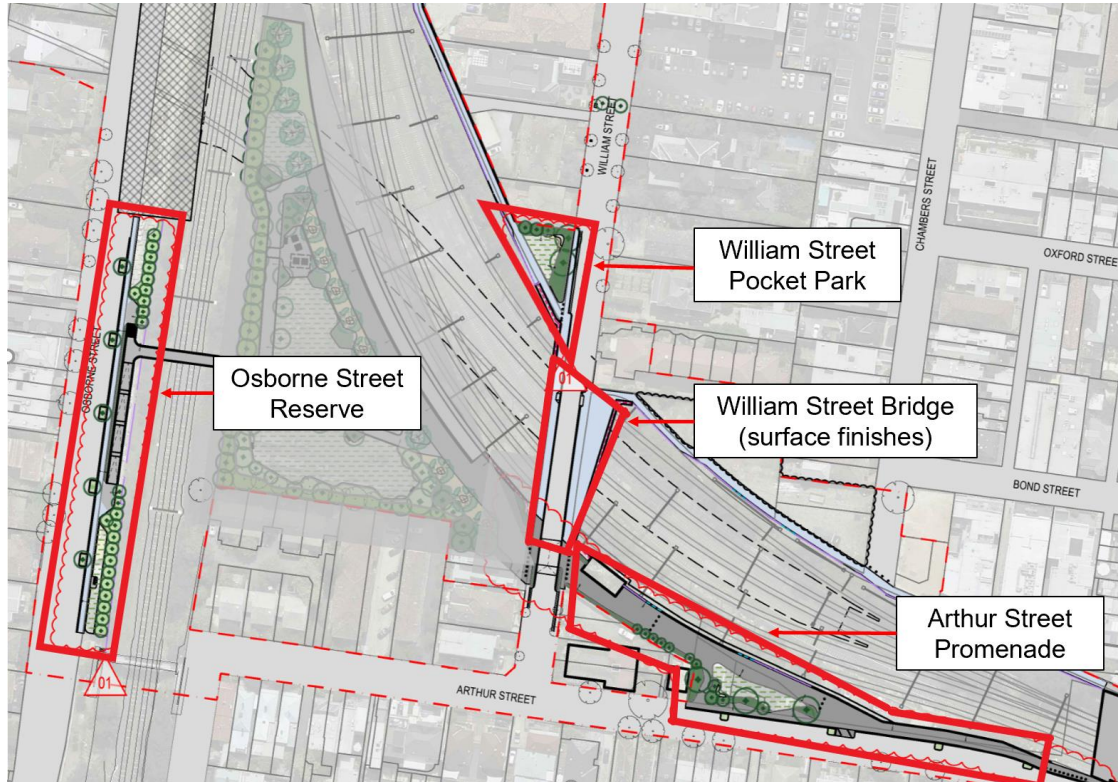 WILLIAM STREET
CHAMBERS STREET
OXFORD STREET
William Street
Pocket Park
OSBORNE STREET
Osborne Street
Reserve
01
William Street Bridge
(surface finishes)
BOND STREET
Arthur Street
Promenade
01
ARTHUR STREET